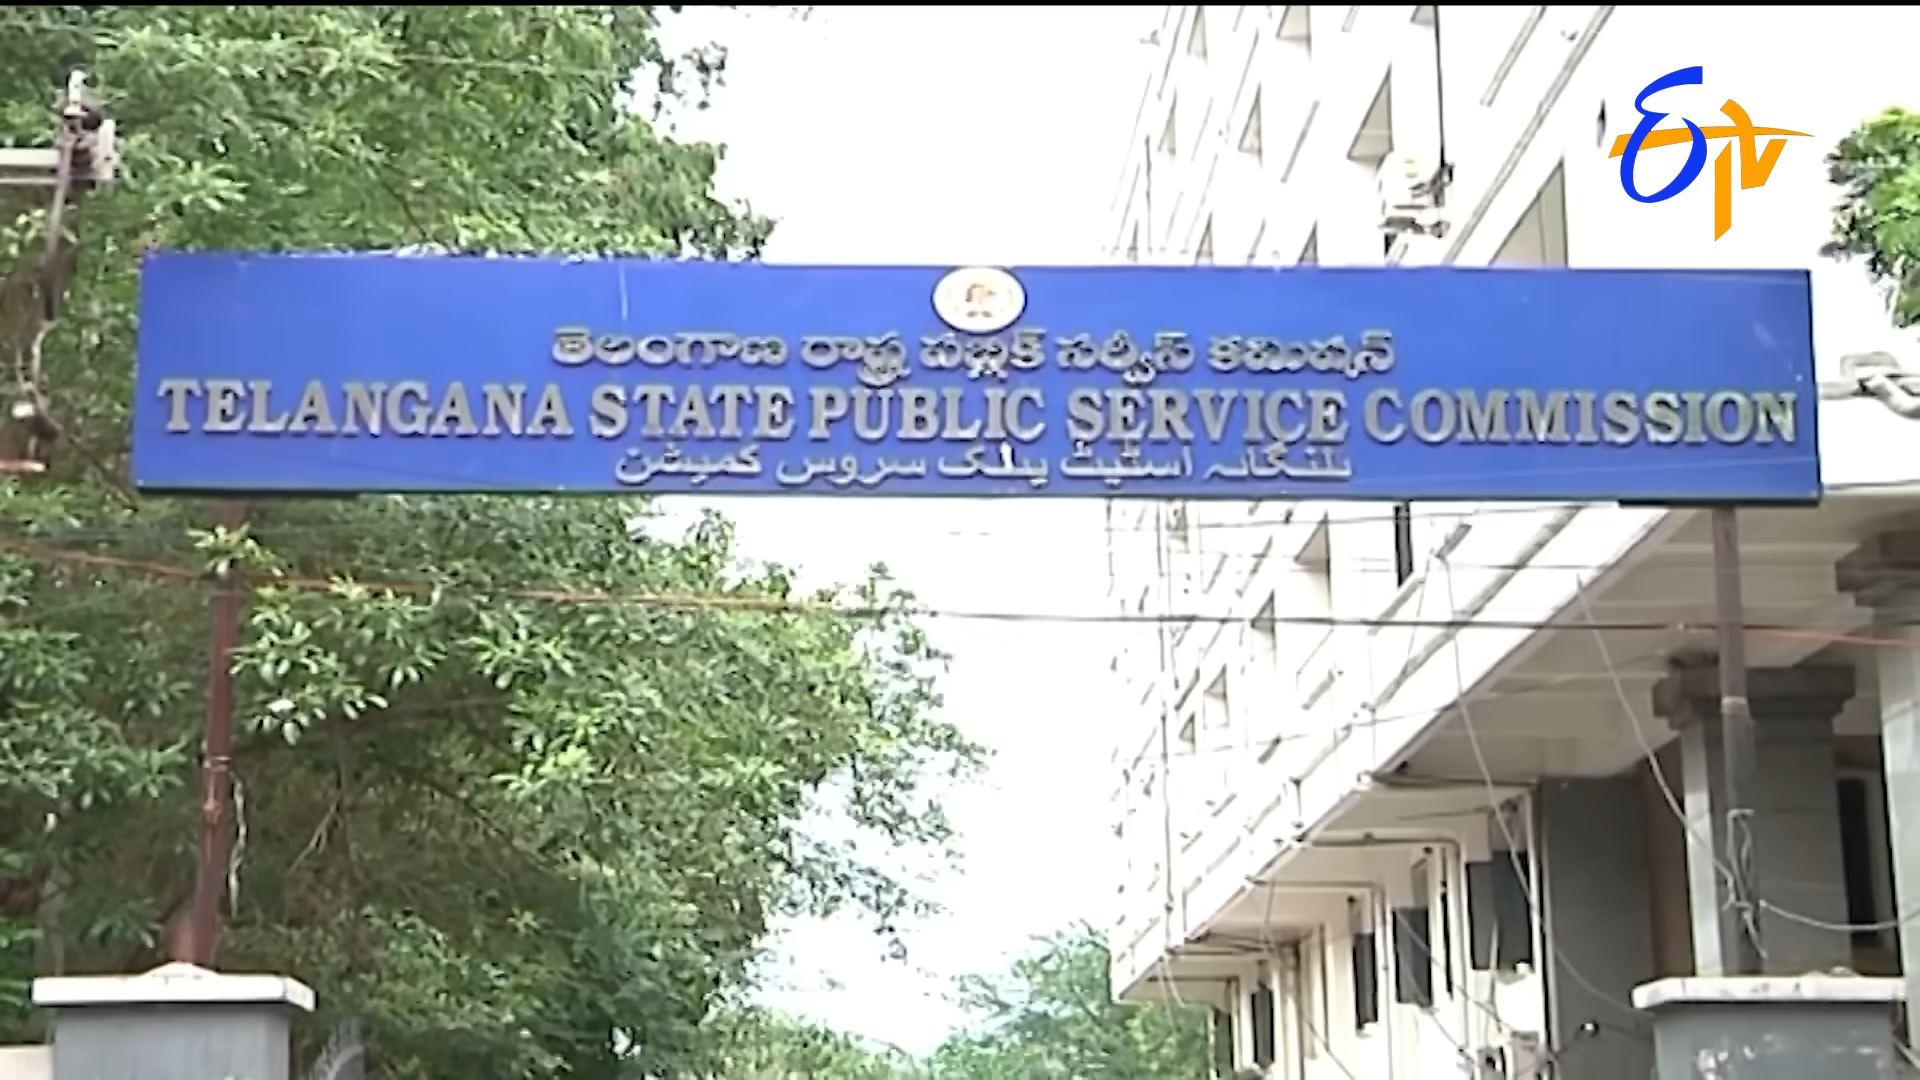 ETV
తెలంగాణ రాష్ట్ర పబ్లిక్ సర్వీస్ కమిషన్
TELANGANA STATE PUBLIC SERVICE COMMISSION
تلنگانہ اسٹیٹ پبلک سروس کمیشن